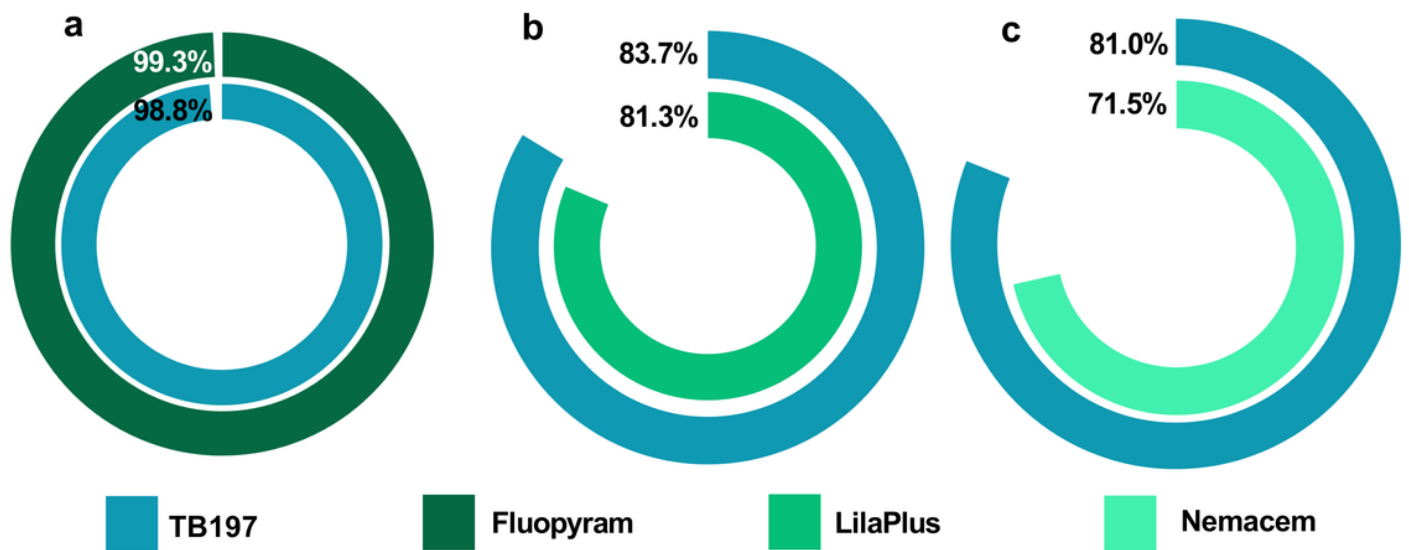 a
99.3%
98.8%
b
83.7%
81.3%
c
81.0%
71.5%
TB197
Fluopyram
LilaPlus
Nemacem